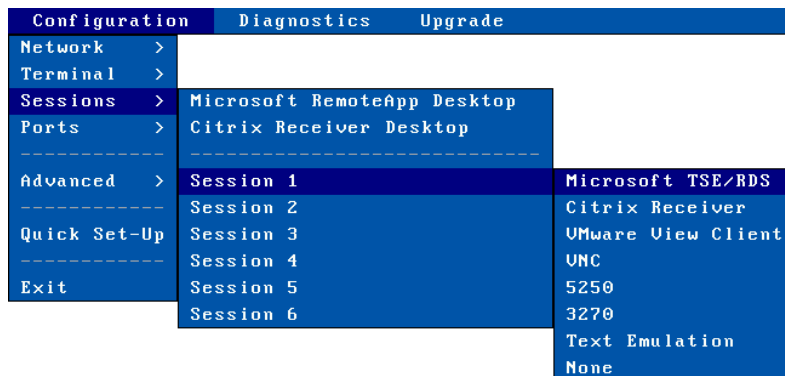 Configuration Diagnostics Upgrade
Network >
Terminal >
Sessions > Microsoft RemoteApp Desktop
Ports > Citrix Receiver Desktop
Advanced > Session 1 Microsoft TSE/RDS
Session 2 Citrix Receiver
Quick Set-Up Session 3 VMware View Client
Session 4 VNC
Exit Session 5 5250
Session 6 3270
Text Emulation
None